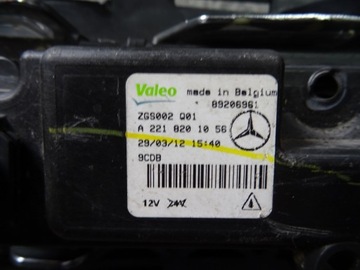 Valeo made in Belgium
* 89206961
ZGS002 Q01
A 221 820 10 56
29/03/12 15:40
9CDB
12V 24V